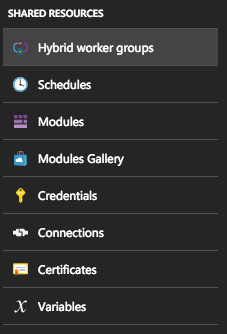 SHARED RESOURCES
Hybrid worker groups
Schedules
Modules
Modules Gallery
Credentials
Connections
Certificates
Variables